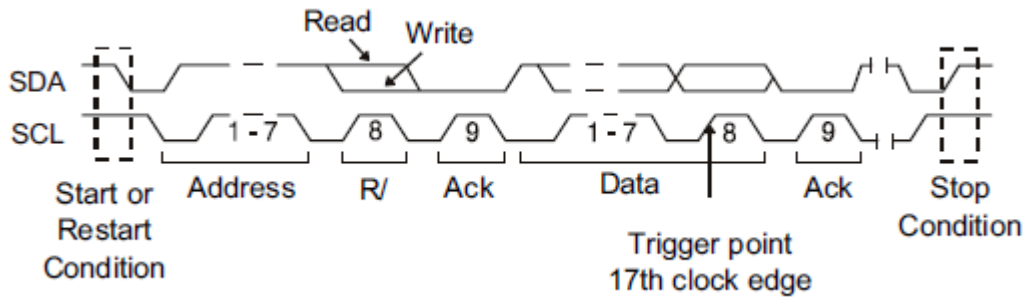 Read
Write
SDA
SCL
1 - 7
8
9
1 - 7
8
9
Address
R/
Ack
Data
Ack
Start or
Restart
Condition
Stop
Condition
Trigger point
17th clock edge